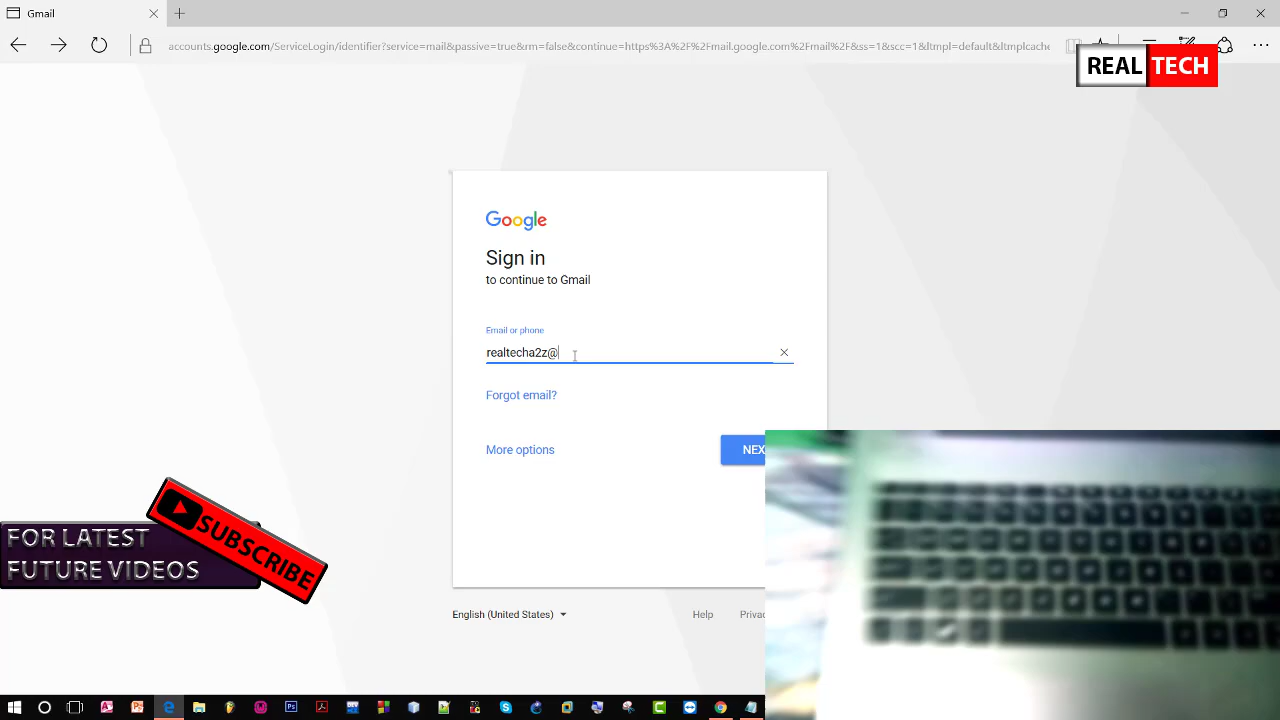 Gmail
accounts.google.com/ServiceLogin/identifier?service=mail&passive=true&rm=false&continue=https%3A%2F%2Fmail.google.com%2Fmail%2F&ss=1&scc=1&ltmpl=default&ltmplcache
REAL TECH
Google
Sign in
to continue to Gmail
Email or phone
realtecha2z@
Forgot email?
More options
NEX
FOR LATEST
FUTURE VIDEOS
SUBSCRIBE
English (United States)
Help
Privac